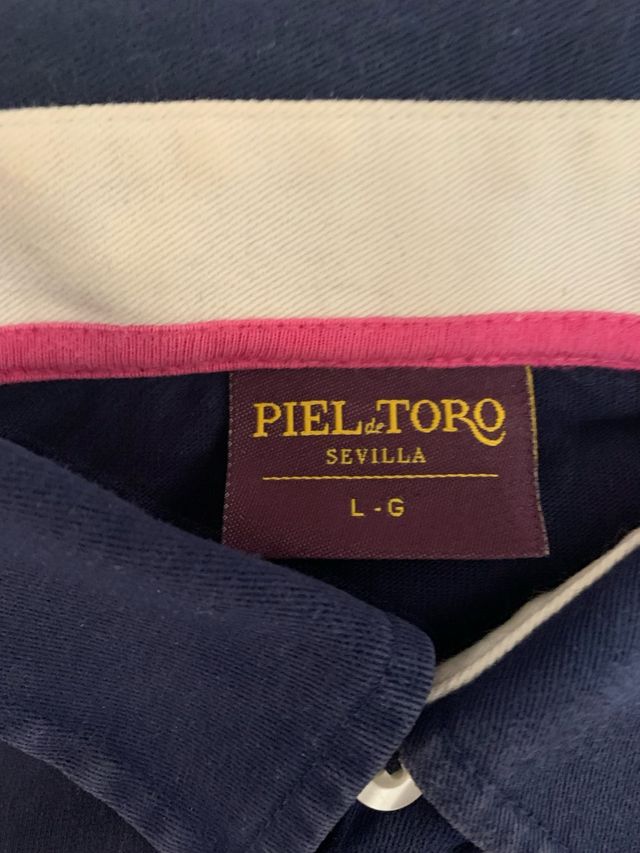 PIEL de TORO
SEVILLA
L - G